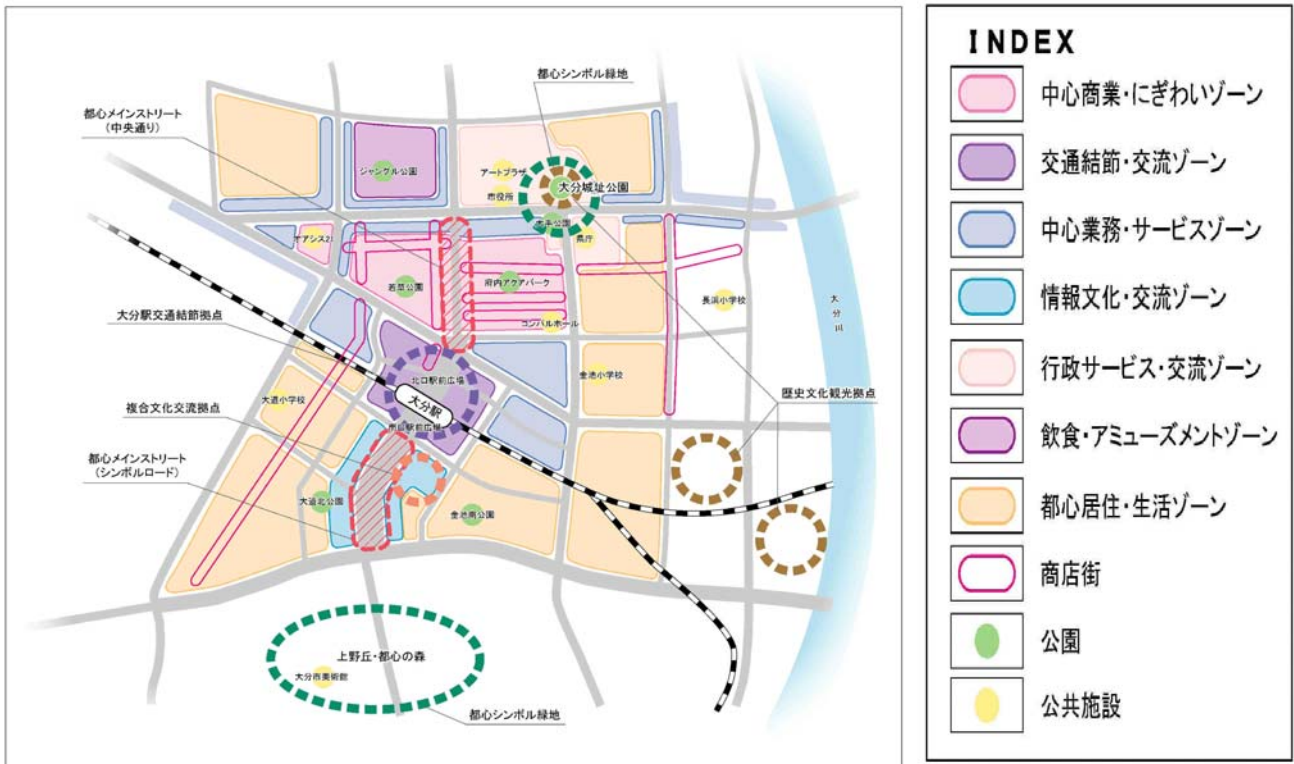 都心シンボル緑地
都心メインストリート
(中央通り)
ジャングル公園
アートプラザ
市役所
大分城址公園
大手公園
県庁
オアシス21
若草公園
府内アクアパーク
コンパルホール
長浜小学校
太分川
大分駅交通結節拠点
北口駅前広場
大分駅
南口駅前広場
金池小学校
大道小学校
歴史文化観光拠点
複合文化交流拠点
都心メインストリート
(シンボルロード)
大道北公園
金池南公園
上野丘・都心の森
大分市美術館
都心シンボル緑地
INDEX
中心商業・にぎわいゾーン
交通結節・交流ゾーン
中心業務・サービスゾーン
情報文化・交流ゾーン
行政サービス・交流ゾーン
飲食・アミューズメントゾーン
都心居住・生活ゾーン
商店街
公園
公共施設